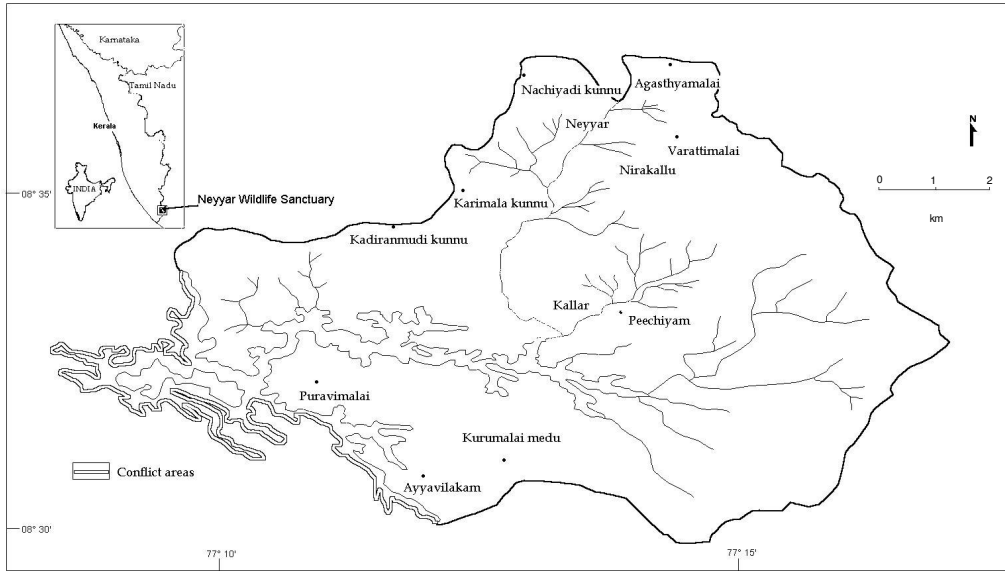 Karnataka
Tamil Nadu
Kerala
INDIA
Neyyar Wildlife Sanctuary
Nachiyadi kunnu
Agasthyamalai
Neyyar
Varattimalai
Nirakallu
N
0 1 2
km
08° 35'
Karimala kunnu
Kadiranmudi kunnu
Kallar
Peechiyam
Puravimalai
Kurumalai medu
Conflict areas
Ayyavilakam
08° 30'
77° 10'
77° 15'